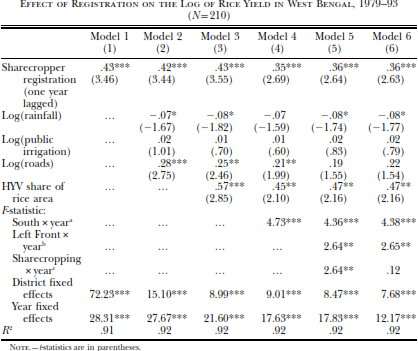 EFFECT OF REGISTRATION ON THE LOG OF RICE YIELD IN WEST BENGAL, 1979–93
(N=210)
Model 1 Model 2 Model 3 Model 4 Model 5 Model 6
(1) (2) (3) (4) (5) (6)
Sharecropper .43*** .42*** .43*** .35*** .36*** .36***
registration (3.46) (3.44) (3.55) (2.69) (2.64) (2.63)
(one year
lagged)
Log(rainfall) ... −.07* −.08* −.07 −.08* −.08*
(−1.67) (−1.82) (−1.59) (−1.74) (−1.77)
Log(public ... .02 .01 .01 .02 .02
irrigation) (1.01) (.70) (.60) (.83) (.79)
Log(roads) ... .28*** .25** .21** .19 .22
(2.75) (2.46) (1.99) (1.55) (1.54)
HYV share of ... ... .57*** .45** .47** .47**
rice area (2.85) (2.10) (2.16) (2.16)
F-statistic:
South × yearᵃ ... ... ... 4.73*** 4.36*** 4.38***
Left Front ×
yearᵇ ... ... ... ... 2.64** 2.65**
Sharecropping
× yearᶜ ... ... ... ... 2.64** .12
District fixed
effects 72.23*** 15.10*** 8.99*** 9.01*** 8.47*** 7.68***
Year fixed
effects 28.31*** 27.67*** 21.60*** 17.63*** 17.83*** 12.17***
R² .91 .92 .92 .92 .92 .92
NOTE.—t-statistics are in parentheses.